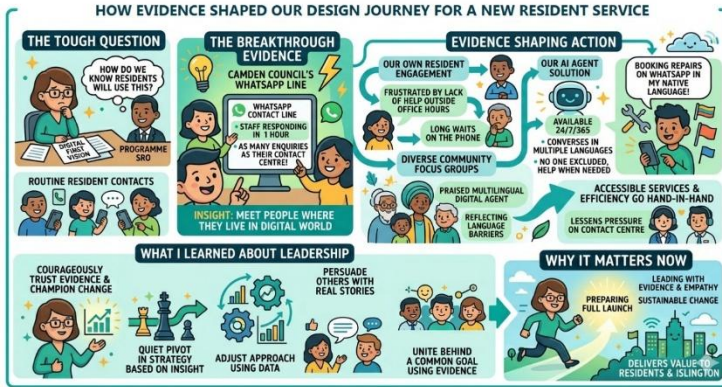 HOW EVIDENCE SHAPED OUR DESIGN JOURNEY FOR A NEW RESIDENT SERVICE
THE TOUGH QUESTION
HOW DO WE
KNOW RESIDENTS
WILL USE THIS?
DIGITAL
FIRST
VISION
PROGRAMME
SRO
ROUTINE RESIDENT CONTACTS
THE BREAKTHROUGH
EVIDENCE
CAMDEN COUNCIL'S
WHATSAPP LINE
WHATSAPP
CONTACT LINE
• STAFF RESPONDING
IN 1 HOUR
• AS MANY ENQUIRIES
AS THEIR CONTACT
CENTRE!
INSIGHT: MEET PEOPLE WHERE
THEY LIVE IN DIGITAL WORLD
EVIDENCE SHAPING ACTION
OUR OWN RESIDENT
ENGAGEMENT
FRUSTRATED BY LACK
OF HELP OUTSIDE
OFFICE HOURS
LONG WAITS
ON THE PHONE
DIVERSE COMMUNITY
FOCUS GROUPS
PRAISED MULTILINGUAL
DIGITAL AGENT
REFLECTING
LANGUAGE
BARRIERS
OUR AI AGENT
SOLUTION
AVAILABLE
24/7/365
• CONVERSES IN
MULTIPLE LANGUAGES
• NO ONE EXCLUDED,
HELP WHEN NEEDED
BOOKING REPAIRS
ON WHATSAPP IN
MY NATIVE
LANGUAGE!
ACCESSIBLE SERVICES &
EFFICIENCY GO HAND-IN-HAND
LESSENS PRESSURE
ON CONTACT CENTRE
WHAT I LEARNED ABOUT LEADERSHIP
COURAGEOUSLY
TRUST EVIDENCE &
CHAMPION CHANGE
QUIET PIVOT
IN STRATEGY
BASED ON INSIGHT
ADJUST APPROACH
USING DATA
PERSUADE
OTHERS WITH
REAL STORIES
UNITE BEHIND
A COMMON GOAL
USING EVIDENCE
WHY IT MATTERS NOW
PREPARING
FULL LAUNCH
LEADING WITH
EVIDENCE & EMPATHY
SUSTAINABLE CHANGE
DELIVERS VALUE TO
RESIDENTS & ISLINGTON